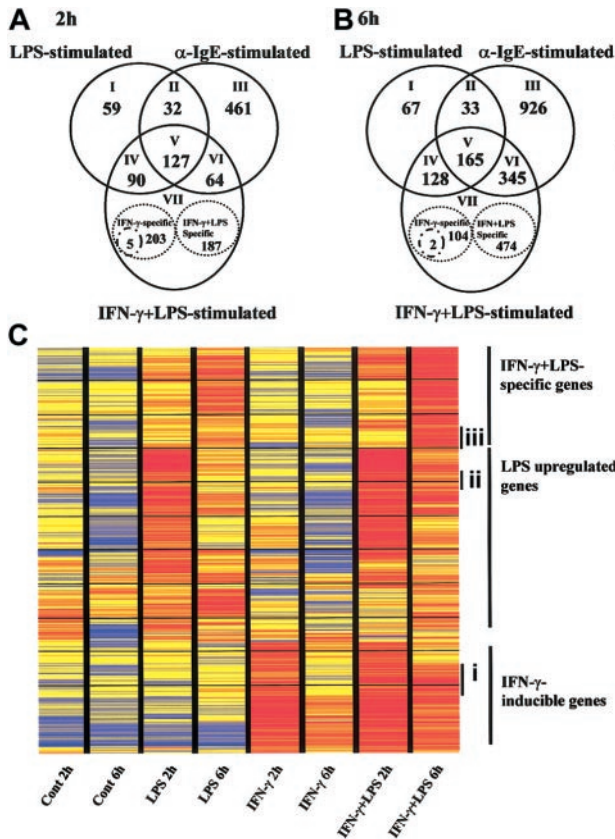 A 2h
LPS-stimulated
α-IgE-stimulated
I
59
II
32
III
461
IV
90
V
127
VI
64
VII
IFN-γ-specific
5
203
IFN-γ+LPS
Specific
187
IFN-γ+LPS-stimulated
B 6h
LPS-stimulated
α-IgE-stimulated
I
67
II
33
III
926
IV
128
V
165
VI
345
VII
IFN-γ-specific
2
104
IFN+LPS
Specific
474
IFN-γ+LPS-stimulated
C
IFN-γ+LPS-
specific genes
iii
LPS upregulated
genes
ii
i
IFN-γ-
inducible genes
Cont 2h
Cont 6h
LPS 2h
LPS 6h
IFN-γ 2h
IFN-γ 6h
IFN-γ+LPS 2h
IFN-γ+LPS 6h